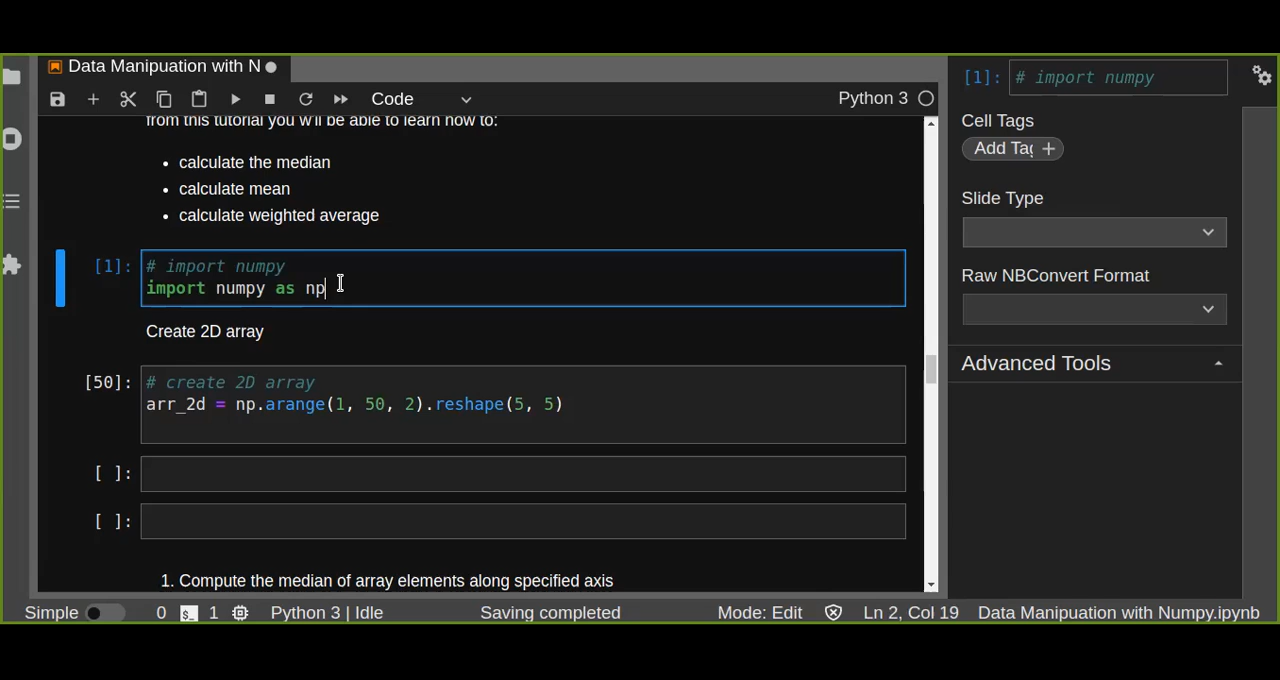 Data Manipuation with N
Code
Python 3
from this tutorial you w'll be able to learn how to:
• calculate the median
• calculate mean
• calculate weighted average
[1]: # import numpy
import numpy as np
Create 2D array
[50]: # create 2D array
arr_2d = np.arange(1, 50, 2).reshape(5, 5)
[ ]:
[ ]:
1. Compute the median of array elements along specified axis
[1]: # import numpy
Cell Tags
Add Tag +
Slide Type
Raw NBConvert Format
Advanced Tools
Simple 0 $_ 1 Python 3 | Idle Saving completed Mode: Edit Ln 2, Col 19 Data Manipuation with Numpy.ipynb